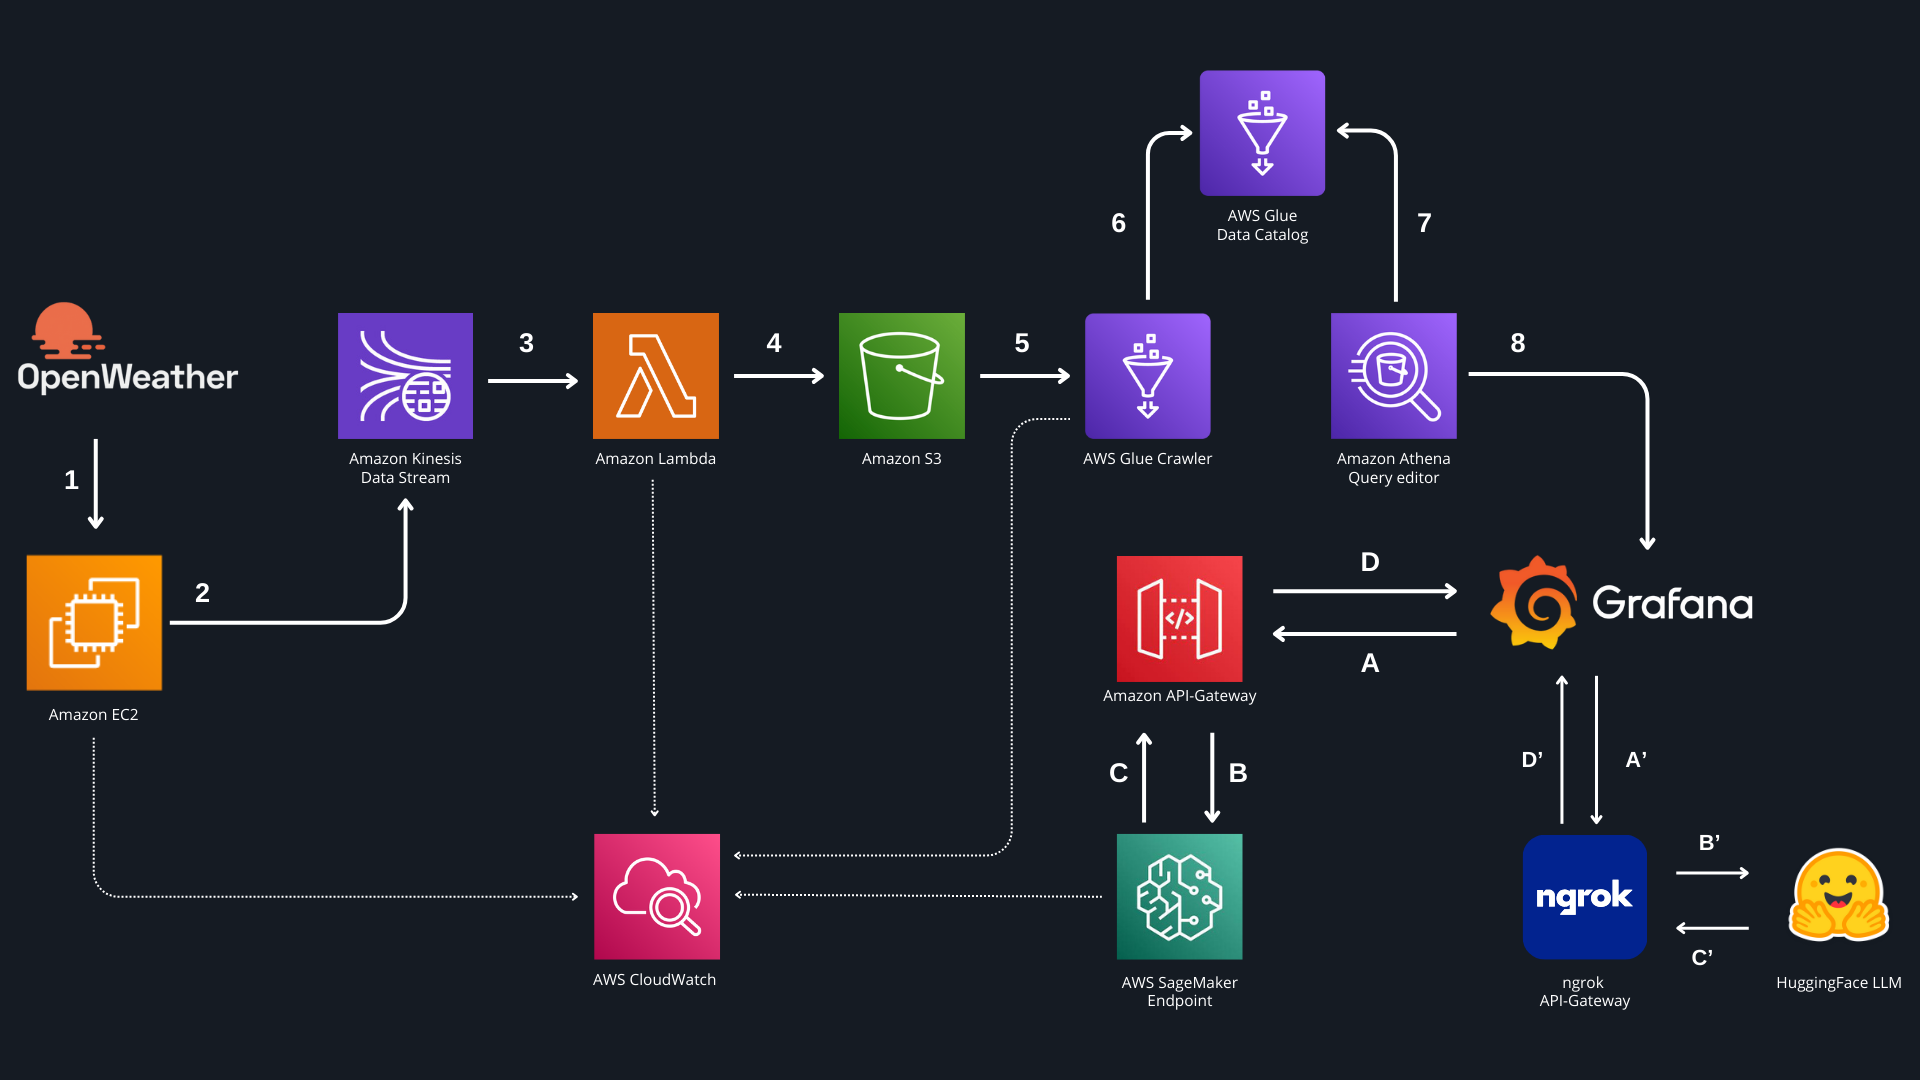 AWS Glue
Data Catalog
6
7
OpenWeather
3
4
5
8
Amazon Kinesis
Data Stream
Amazon Lambda
Amazon S3
AWS Glue Crawler
Amazon Athena
Query editor
1
2
Amazon EC2
D
A
Grafana
</>
Amazon API-Gateway
C
B
D’
A’
B’
C’
ngrok
AWS CloudWatch
AWS SageMaker
Endpoint
ngrok
API-Gateway
HuggingFace LLM